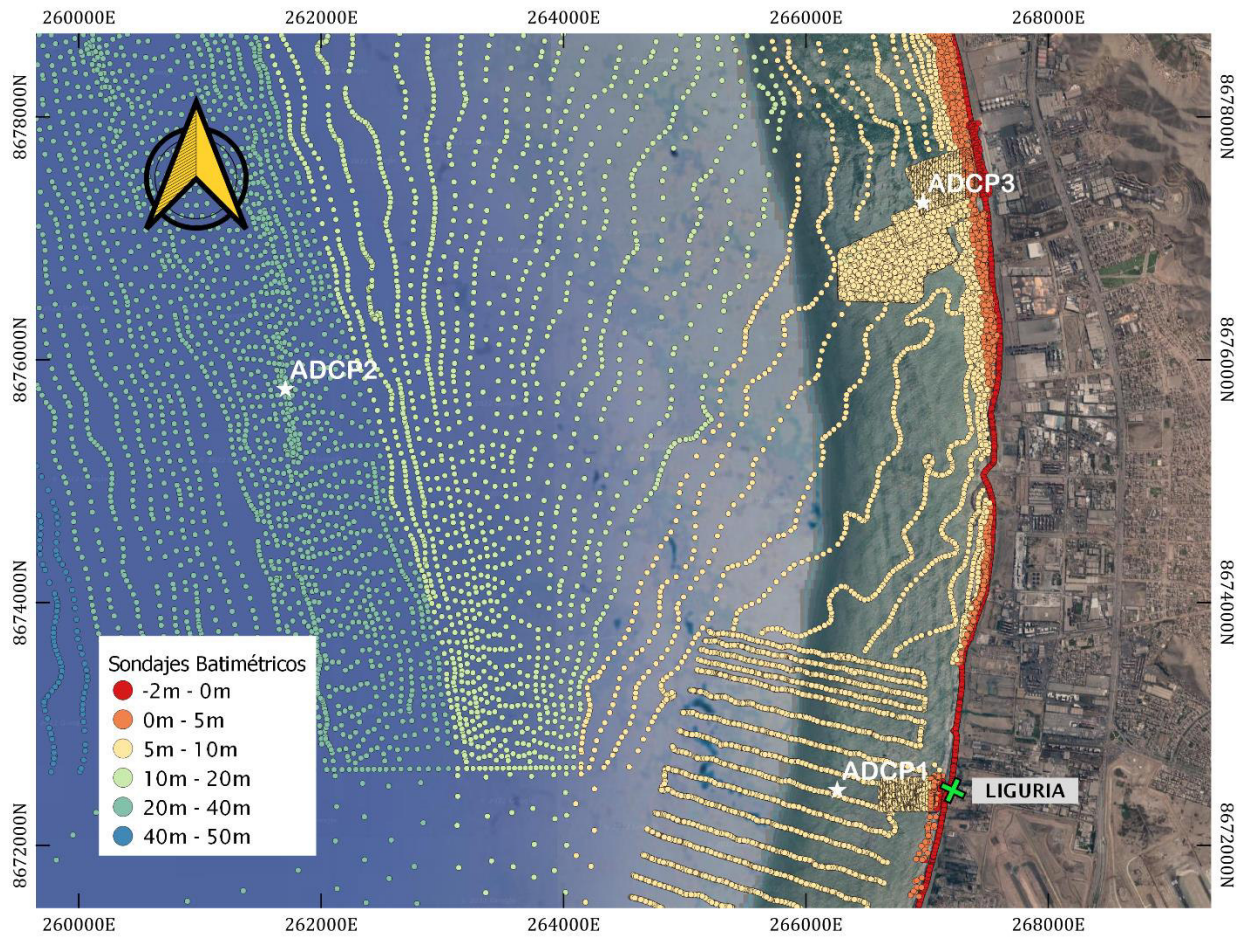 260000E 262000E 264000E 266000E 268000E
8678000N 8678000N
ADCP3
8676000N 8676000N
ADCP2
8674000N 8674000N
Sondajes Batimétricos
-2m - 0m
0m - 5m
5m - 10m
10m - 20m
20m - 40m
40m - 50m
ADCP1
LIGURIA
8672000N 8672000N
260000E 262000E 264000E 266000E 268000E